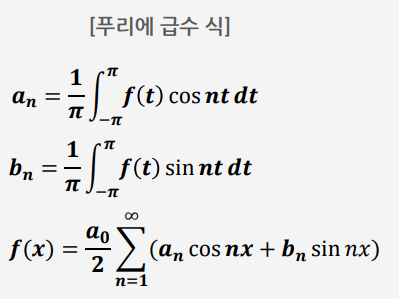 [푸리에 급수 식]
aₙ = 1/π ∫_{-π}^{π} f(t) cos nt dt
bₙ = 1/π ∫_{-π}^{π} f(t) sin nt dt
f(x) = a₀/2 ∑_{n=1}^{∞} (aₙ cos nx + bₙ sin nx)